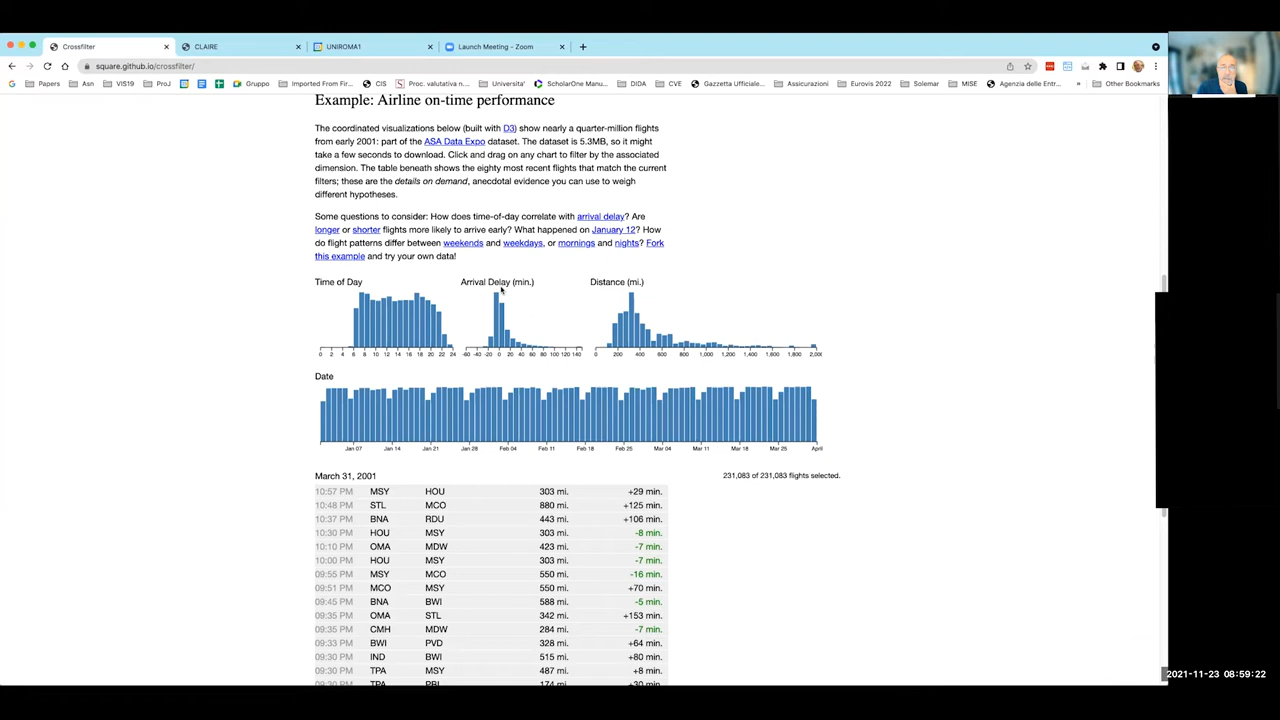 Crossfilter
CLAIRE
UNIROMA1
Launch Meeting - Zoom
square.github.io/crossfilter/
Papers
Asn
VIS19
ProJ
Gruppo
Imported From Fir...
CIS
Proc. valutativa n....
Universita'
ScholarOne Manu...
DIDA
CVE
Gazzetta Ufficiale...
Assicurazioni
Eurovis 2022
Solemar
MISE
Agenzia delle Entr...
Other Bookmarks
Example: Airline on-time performance
The coordinated visualizations below (built with D3) show nearly a quarter-million flights
from early 2001: part of the ASA Data Expo dataset. The dataset is 5.3MB, so it might
take a few seconds to download. Click and drag on any chart to filter by the associated
dimension. The table beneath shows the eighty most recent flights that match the current
filters; these are the details on demand, anecdotal evidence you can use to weigh
different hypotheses.
Some questions to consider: How does time-of-day correlate with arrival delay? Are
longer or shorter flights more likely to arrive early? What happened on January 12? How
do flight patterns differ between weekends and weekdays, or mornings and nights? Fork
this example and try your own data!
Time of Day
Arrival Delay (min.)
Distance (mi.)
0 2 4 6 8 10 12 14 16 18 20 22 24
-60 -40 -20 0 20 40 60 80 100 120 140
0 200 400 600 800 1,000 1,200 1,400 1,600 1,800 2,000
Date
Jan 07 Jan 14 Jan 21 Jan 28 Feb 04 Feb 11 Feb 18 Feb 25 Mar 04 Mar 11 Mar 18 Mar 25 April
March 31, 2001
231,083 of 231,083 flights selected.
10:57 PM MSY HOU 303 mi. +29 min.
10:48 PM STL MCO 880 mi. +125 min.
10:37 PM BNA RDU 443 mi. +106 min.
10:30 PM HOU MSY 303 mi. -8 min.
10:10 PM OMA MDW 423 mi. -7 min.
10:00 PM HOU MSY 303 mi. -7 min.
09:55 PM MSY MCO 550 mi. -16 min.
09:51 PM MCO MSY 550 mi. +70 min.
09:45 PM BNA BWI 588 mi. -5 min.
09:35 PM OMA STL 342 mi. +153 min.
09:35 PM CMH MDW 284 mi. -7 min.
09:33 PM BWI PVD 328 mi. +64 min.
09:30 PM IND BWI 515 mi. +80 min.
09:30 PM TPA MSY 487 mi. +8 min.
09:30 PM TPA PBI 174 mi. +30 min.
2021-11-23 08:59:22